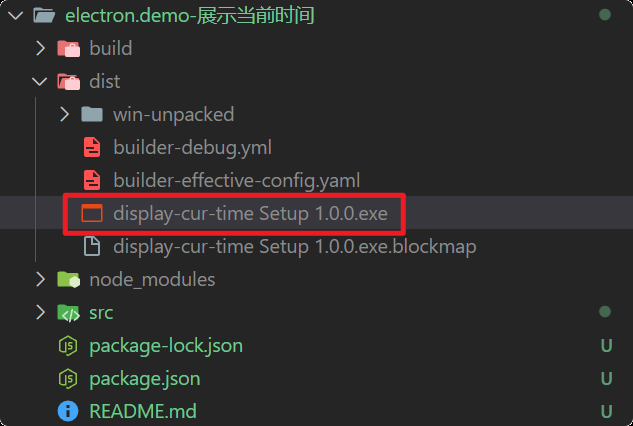 electron.demo-展示当前时间
build
dist
win-unpacked
builder-debug.yml
builder-effective-config.yaml
display-cur-time Setup 1.0.0.exe
display-cur-time Setup 1.0.0.exe.blockmap
node_modules
src
package-lock.json U
package.json U
README.md U